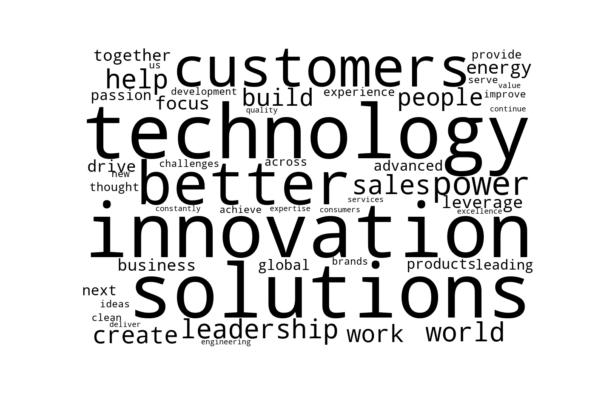 together customers provide
help us energy
serve value
passion development experience people improve
focus build
quality continue
technology
drive challenges across advanced
new better
thought sales power
services leverage
constantly achieve expertise consumers excellence
innovation
business global brands products leading
next solutions
ideas
clean deliver
create leadership work world
engineering